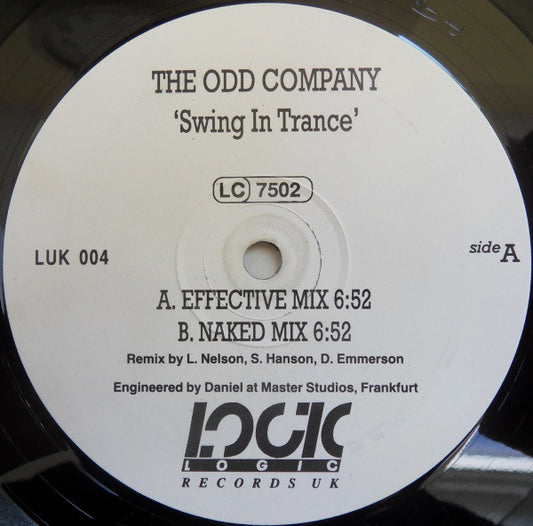 THE ODD COMPANY
‘Swing In Trance’
LC 7502
LUK 004
side A
A. EFFECTIVE MIX 6:52
B. NAKED MIX 6:52
Remix by L. Nelson, S. Hanson, D. Emmerson
Engineered by Daniel at Master Studios, Frankfurt
LOGIC
LOGIC
RECORDS UK